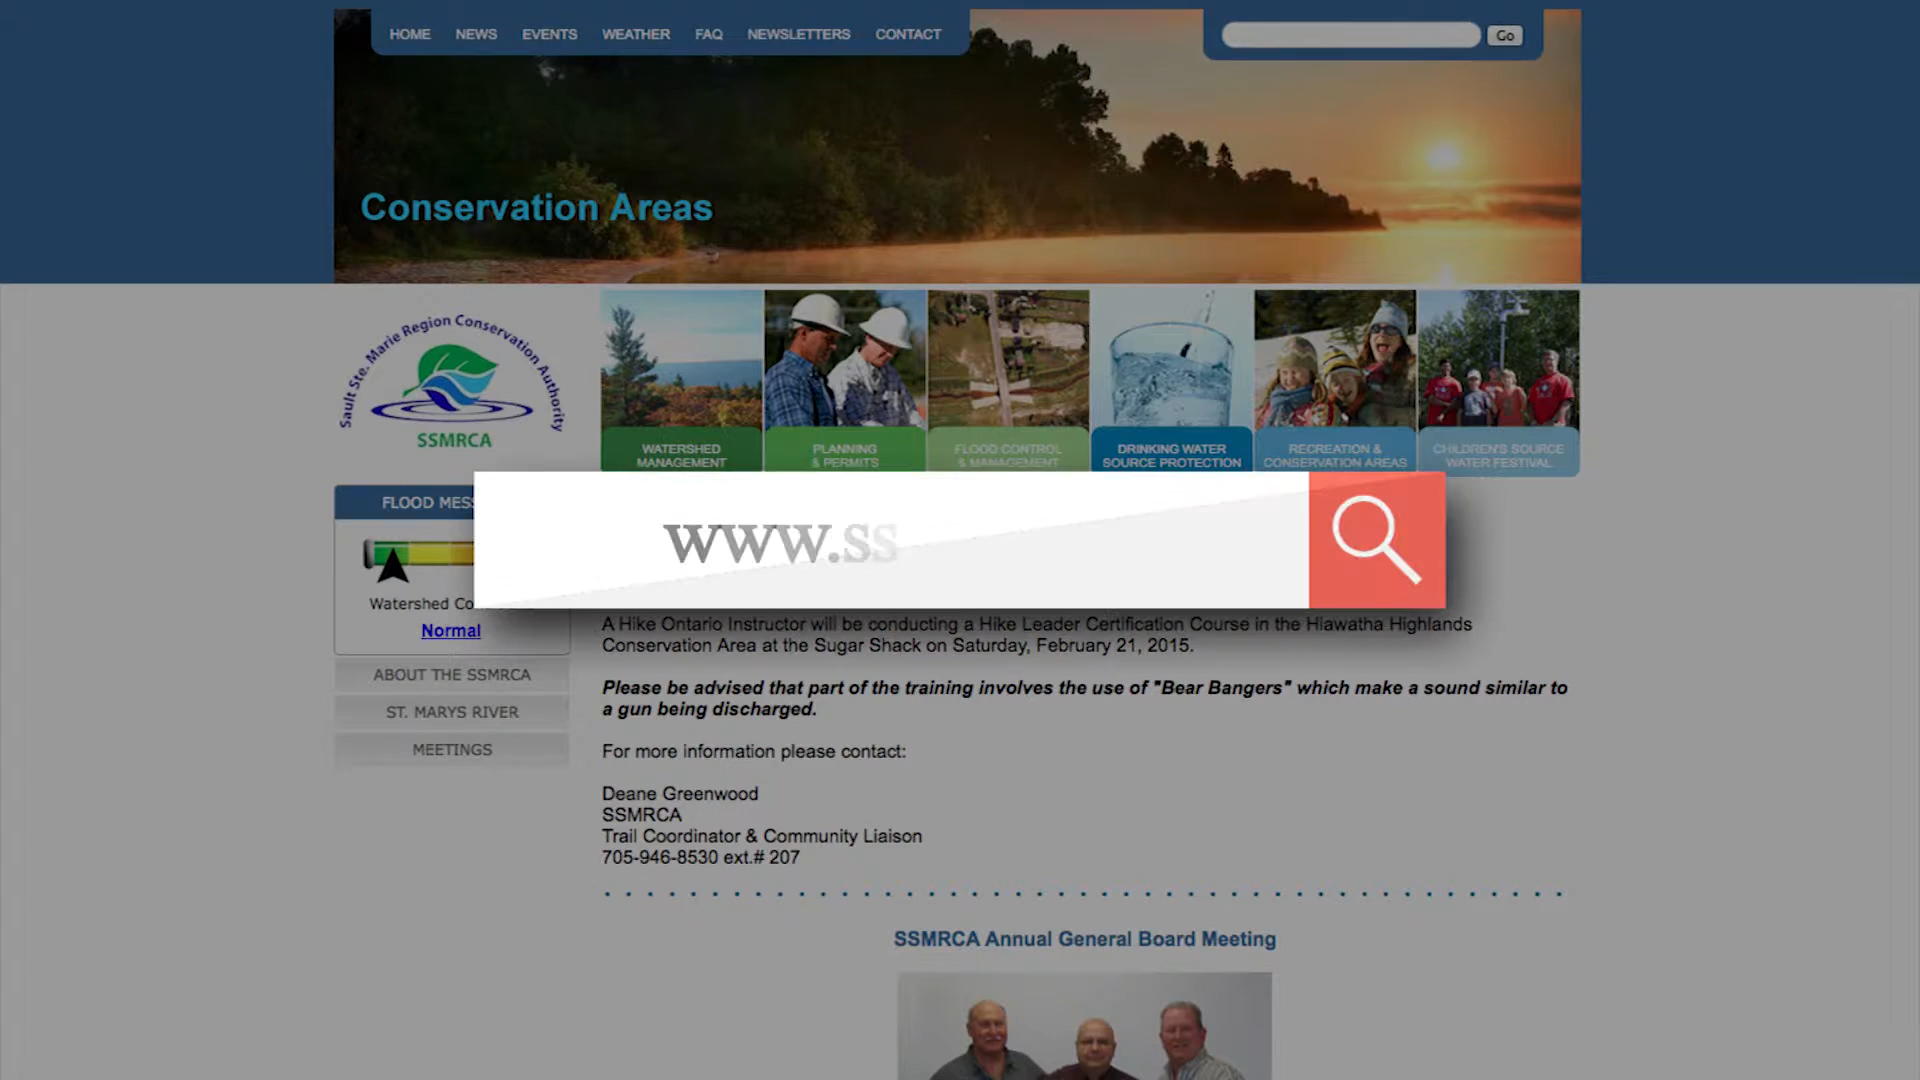 HOME NEWS EVENTS WEATHER FAQ NEWSLETTERS CONTACT
Go
Conservation Areas
Sault Ste. Marie Region Conservation Authority
SSMRCA
WATERSHED
MANAGEMENT
PLANNING
& PERMITS
FLOOD CONTROL
& MANAGEMENT
DRINKING WATER
SOURCE PROTECTION
RECREATION &
CONSERVATION AREAS
CHILDREN'S SOURCE
WATER FESTIVAL
FLOOD MESS
www.ss
Watershed Co
Normal
ABOUT THE SSMRCA
ST. MARYS RIVER
MEETINGS
A Hike Ontario Instructor will be conducting a Hike Leader Certification Course in the Hiawatha Highlands
Conservation Area at the Sugar Shack on Saturday, February 21, 2015.
Please be advised that part of the training involves the use of "Bear Bangers" which make a sound similar to
a gun being discharged.
For more information please contact:
Deane Greenwood
SSMRCA
Trail Coordinator & Community Liaison
705-946-8530 ext.# 207
SSMRCA Annual General Board Meeting